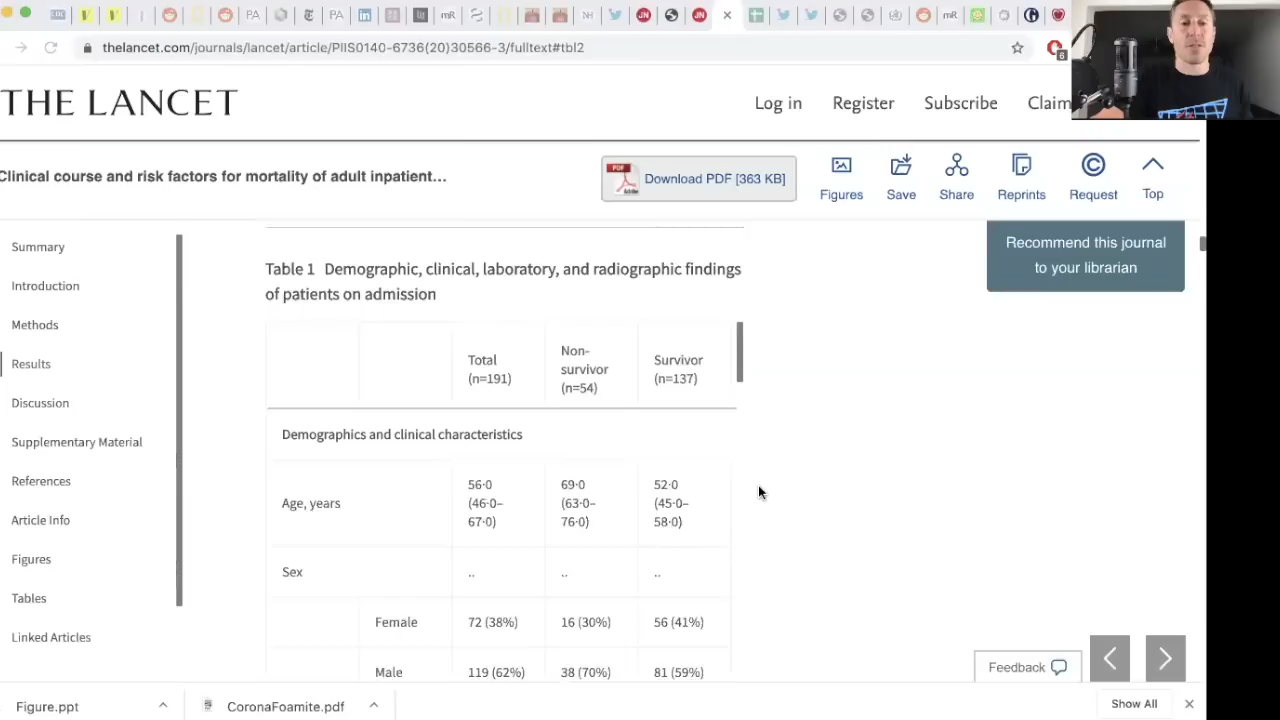 thelancet.com/journals/lancet/article/PIIS0140-6736(20)30566-3/fulltext#tbl2
6
THE LANCET
Log in
Register
Subscribe
Claim
Clinical course and risk factors for mortality of adult inpatient...
Download PDF [363 KB]
Figures
Save
Share
Reprints
Request
Top
Summary
Introduction
Methods
Results
Discussion
Supplementary Material
References
Article Info
Figures
Tables
Linked Articles
Recommend this journal
to your librarian
Table 1 Demographic, clinical, laboratory, and radiographic findings
of patients on admission
Total
(n=191)
Non-
survivor
(n=54)
Survivor
(n=137)
Demographics and clinical characteristics
Age, years
56·0
(46·0–
67·0)
69·0
(63·0–
76·0)
52·0
(45·0–
58·0)
Sex
..
..
..
Female
72 (38%)
16 (30%)
56 (41%)
Male
119 (62%)
38 (70%)
81 (59%)
Feedback
Figure.ppt
CoronaFoamite.pdf
Show All